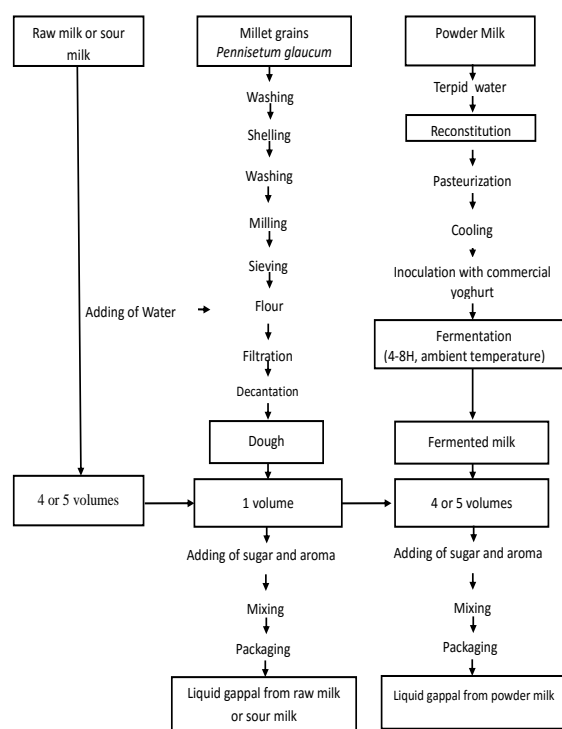 Raw milk or sour
milk
Millet grains
Pennisetum glaucum
Powder Milk
Washing
Terpid water
Shelling
Reconstitution
Washing
Pasteurization
Milling
Cooling
Sieving
Inoculation with commercial
yoghurt
Adding of Water
Flour
Filtration
Fermentation
(4-8H, ambient temperature)
Decantation
Dough
Fermented milk
4 or 5 volumes
1 volume
4 or 5 volumes
Adding of sugar and aroma
Adding of sugar and aroma
Mixing
Mixing
Packaging
Packaging
Liquid gappal from raw milk
or sour milk
Liquid gappal from powder milk